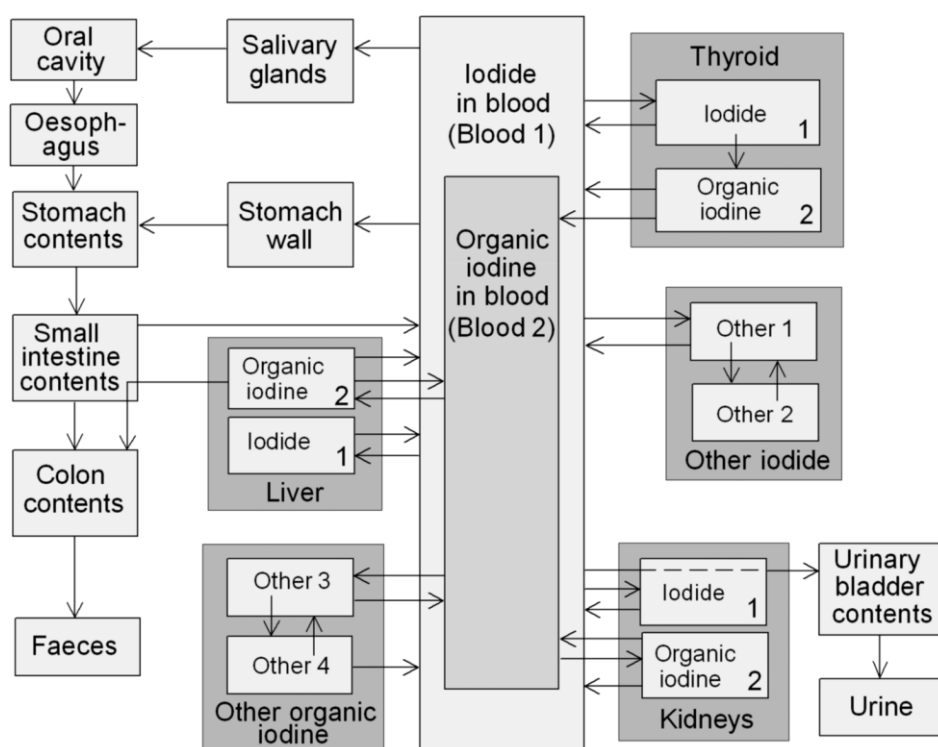 Oral
cavity
Salivary
glands
Oesoph-
agus
Stomach
contents
Stomach
wall
Small
intestine
contents
Colon
contents
Faeces
Organic
iodine
2
Iodide
1
Liver
Other 3
Other 4
Other organic
iodine
Iodide
in blood
(Blood 1)
Organic
iodine
in blood
(Blood 2)
Thyroid
Iodide
1
Organic
iodine
2
Other 1
Other 2
Other iodide
Iodide
1
Organic
iodine
2
Kidneys
Urinary
bladder
contents
Urine